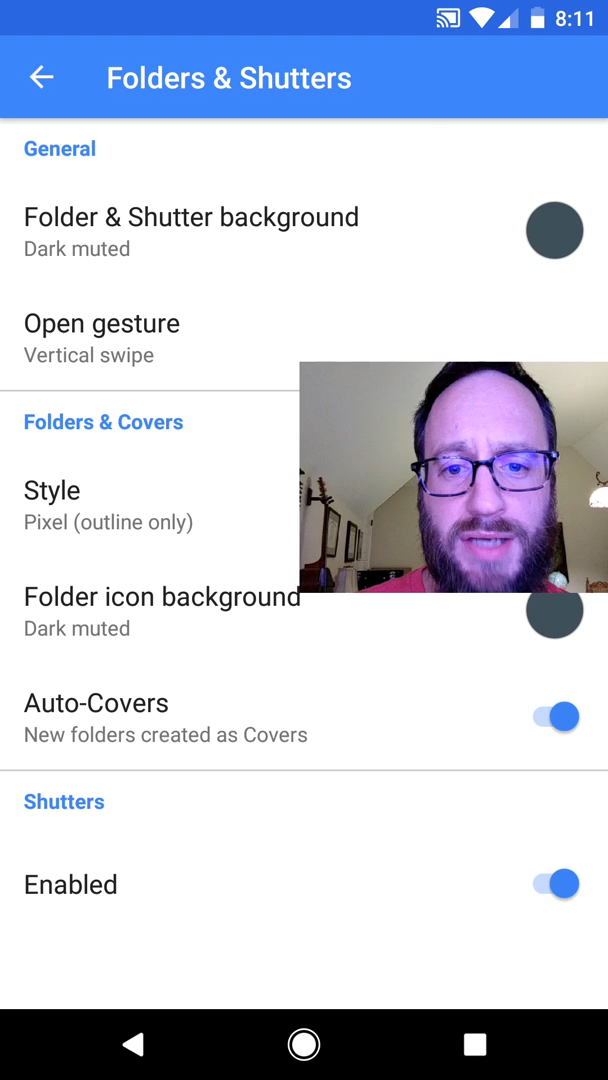 8:11
Folders & Shutters
General
Folder & Shutter background
Dark muted
Open gesture
Vertical swipe
Folders & Covers
Style
Pixel (outline only)
Folder icon background
Dark muted
Auto-Covers
New folders created as Covers
Shutters
Enabled